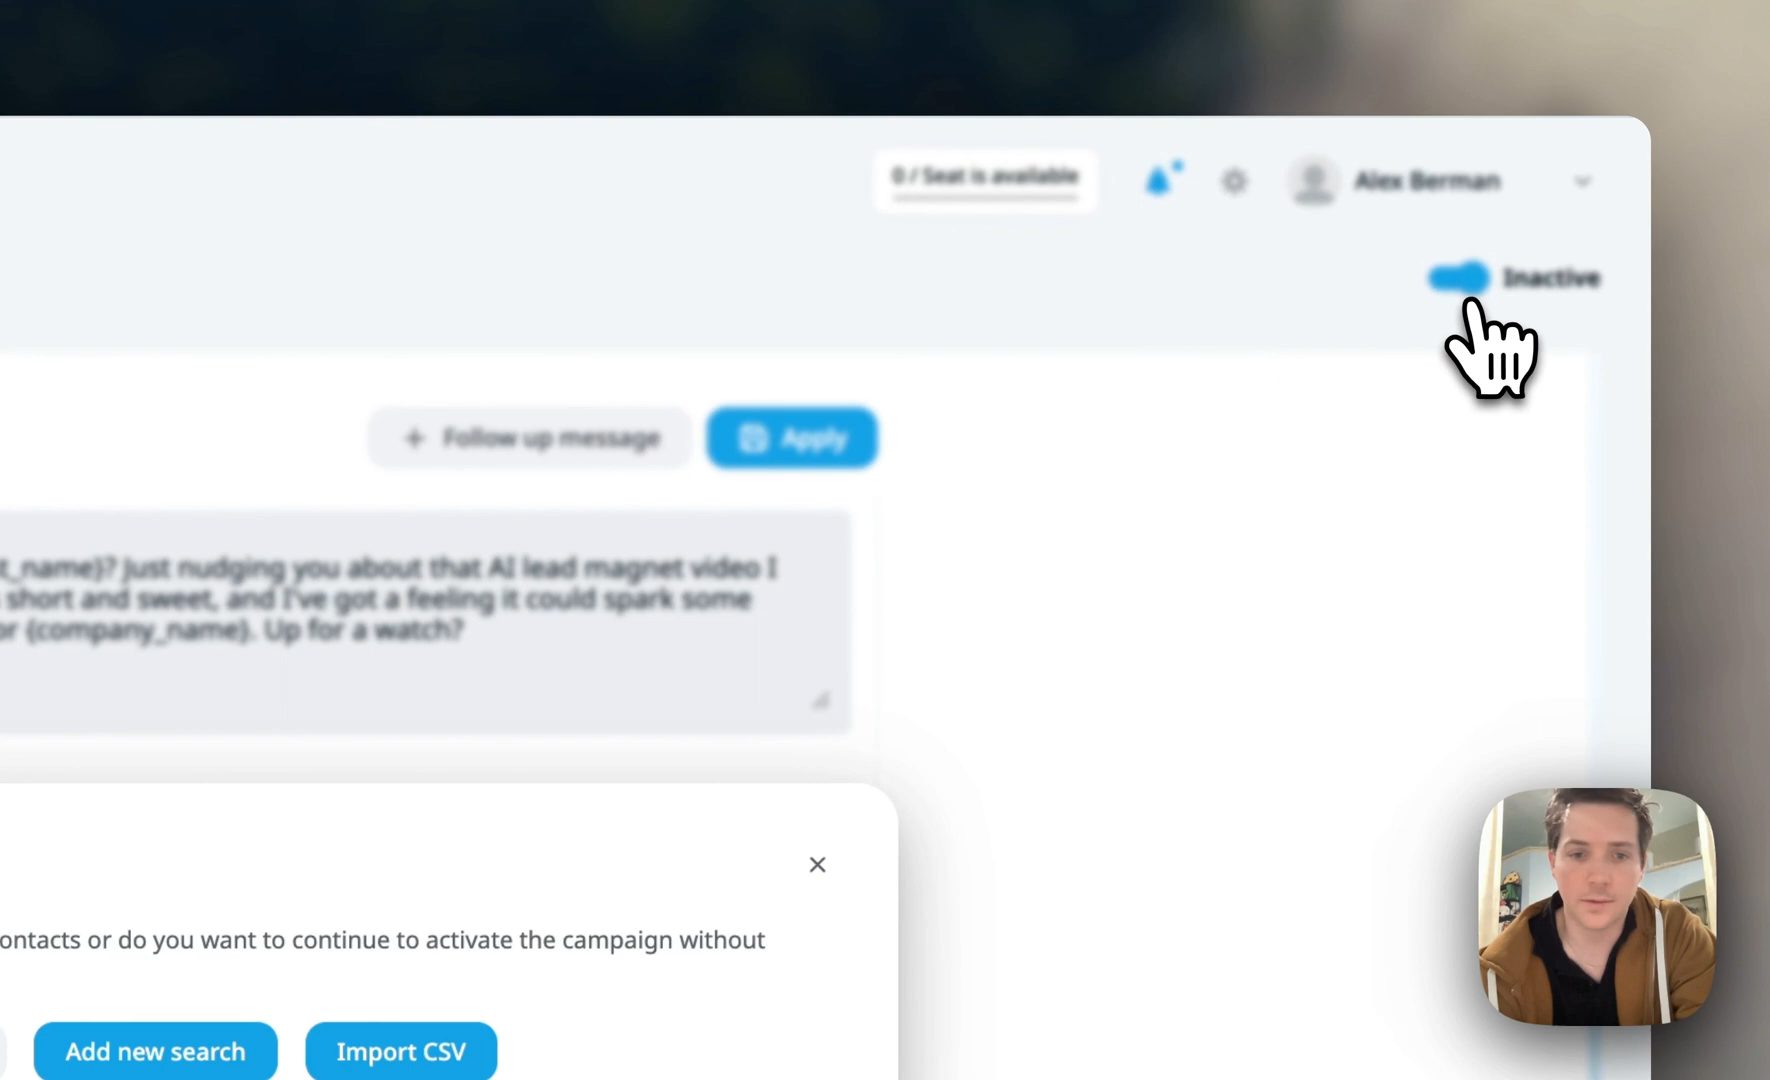 0 / Seat is available
Alex Berman
Inactive
Follow up message
Apply
t_name}? Just nudging you about that AI lead magnet video I
short and sweet, and I've got a feeling it could spark some
or {company_name}. Up for a watch?
ontacts or do you want to continue to activate the campaign without
Add new search
Import CSV